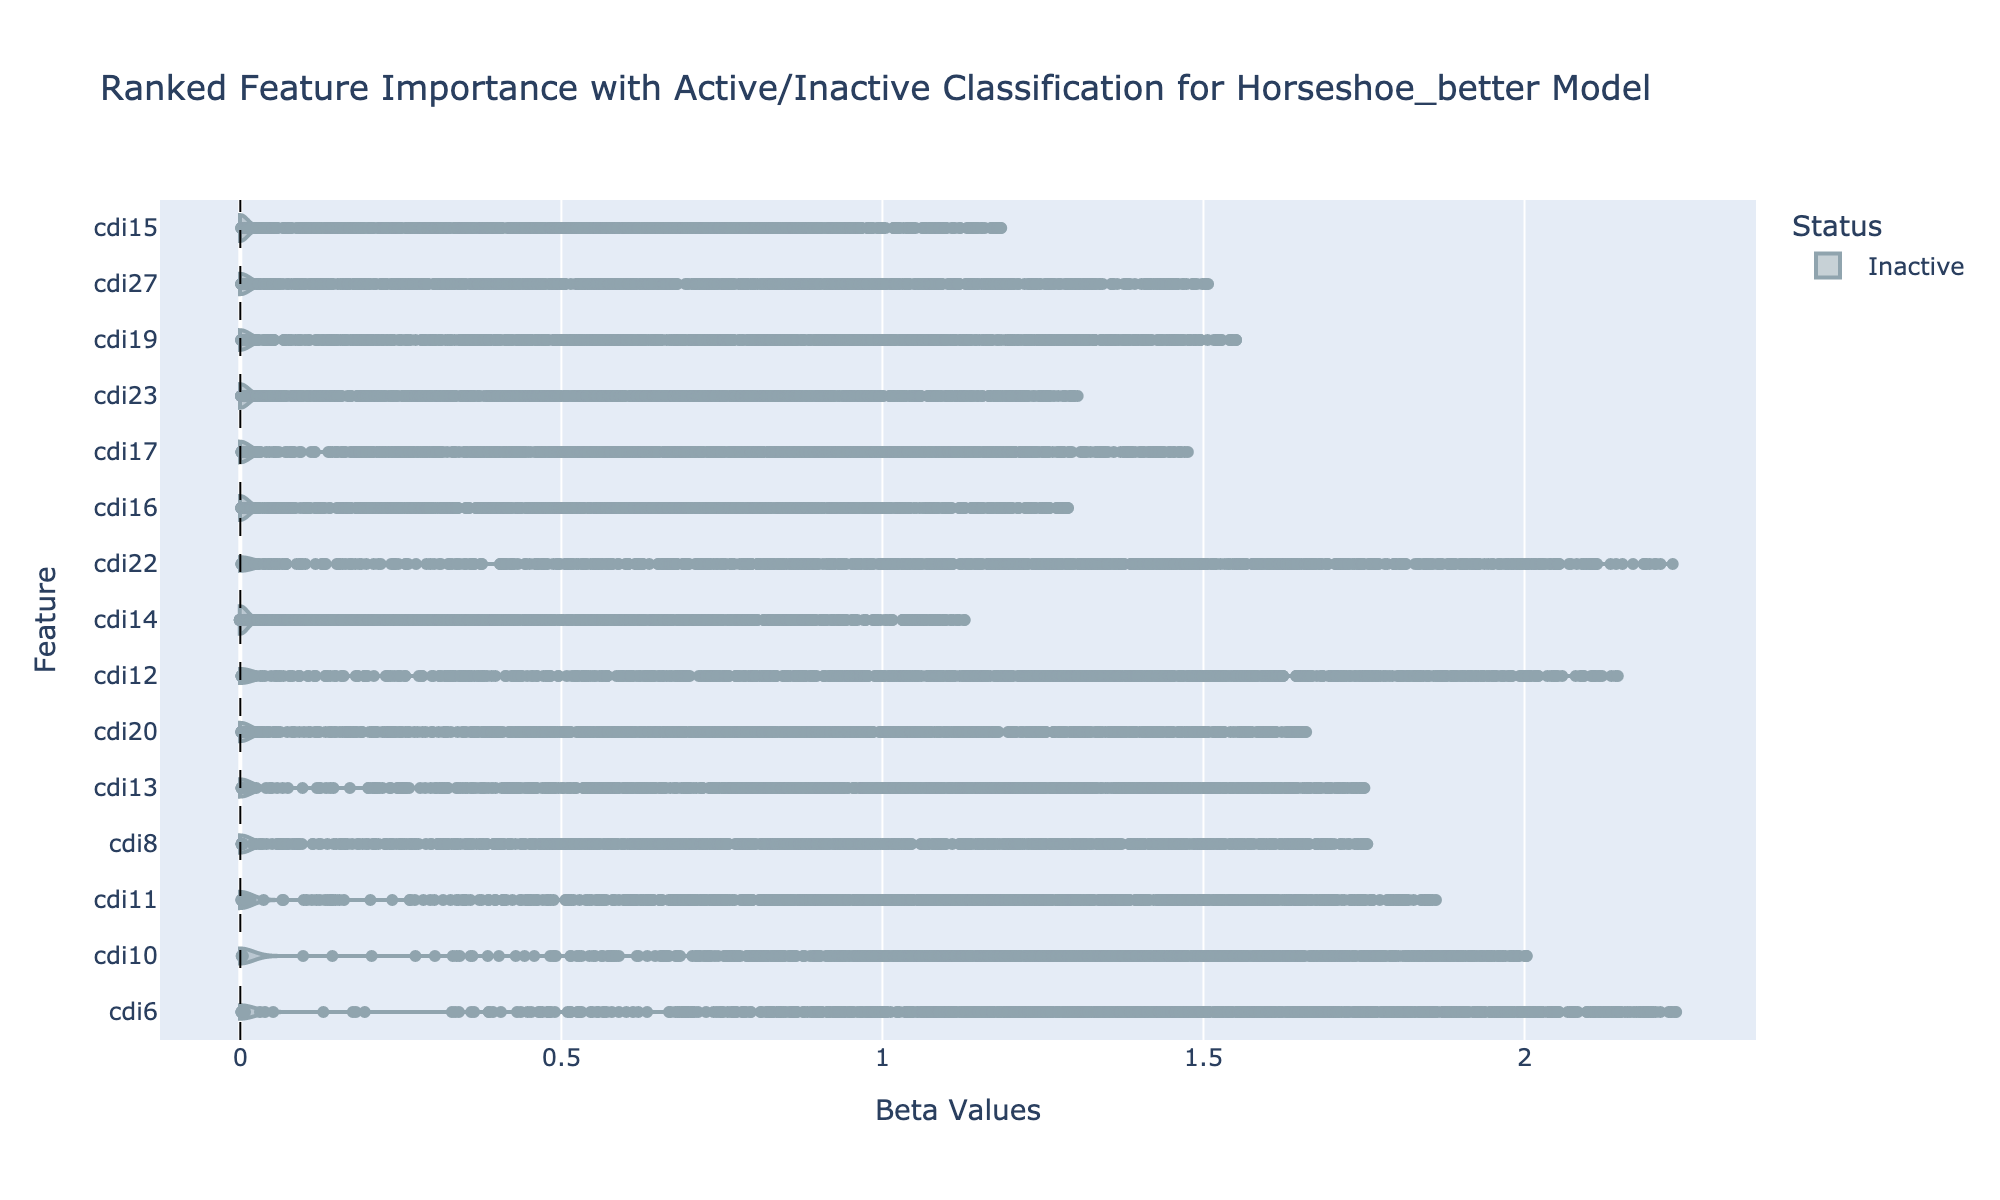 Ranked Feature Importance with Active/Inactive Classification for Horseshoe_better Model
Status
Inactive
Feature
cdi15
cdi27
cdi19
cdi23
cdi17
cdi16
cdi22
cdi14
cdi12
cdi20
cdi13
cdi8
cdi11
cdi10
cdi6
0 0.5 1 1.5 2
Beta Values